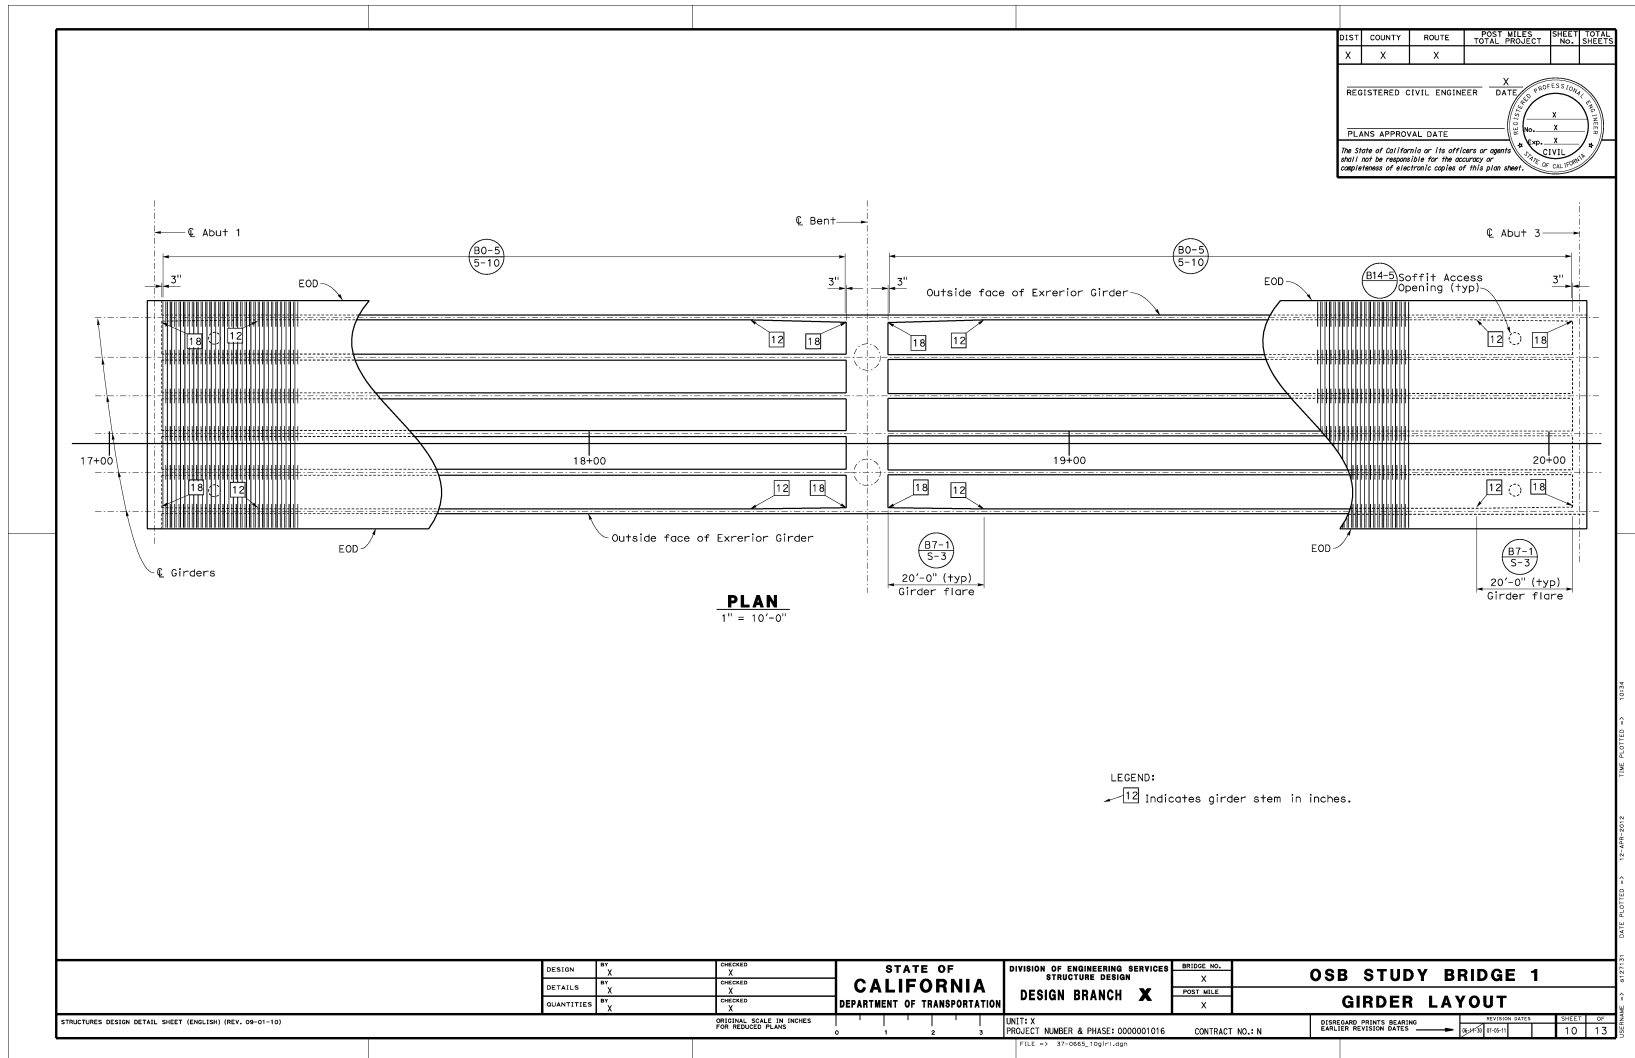 DIST COUNTY ROUTE POST MILES TOTAL PROJECT SHEET No. TOTAL SHEETS
X X X
X
REGISTERED CIVIL ENGINEER DATE
PLANS APPROVAL DATE
The State of California or its officers or agents
shall not be responsible for the accuracy or
completeness of electronic copies of this plan sheet.
REGISTERED PROFESSIONAL ENGINEER
X
No. X
Exp. X
CIVIL
STATE OF CALIFORNIA
℄ Abut 1
℄ Bent
℄ Abut 3
B0-5
5-10
B0-5
5-10
3"
EOD
3"
3"
Outside face of Exrerior Girder
EOD
B14-5
Soffit Access
Opening (typ)
3"
18 12 12 18 18 12 12 18
17+00 18+00 19+00 20+00
18 12 12 18 18 12 12 18
EOD
Outside face of Exrerior Girder
EOD
℄ Girders
B7-1
S-3
20'-0" (typ)
Girder flare
B7-1
S-3
20'-0" (typ)
Girder flare
PLAN
1" = 10'-0"
LEGEND:
12 Indicates girder stem in inches.
DESIGN BY X CHECKED X
DETAILS BY X CHECKED X
QUANTITIES BY X CHECKED X
STATE OF
CALIFORNIA
DEPARTMENT OF TRANSPORTATION
DIVISION OF ENGINEERING SERVICES
STRUCTURE DESIGN
DESIGN BRANCH X
BRIDGE NO.
X
POST MILE
X
OSB STUDY BRIDGE 1
GIRDER LAYOUT
STRUCTURES DESIGN DETAIL SHEET (ENGLISH) (REV. 09-01-10)
ORIGINAL SCALE IN INCHES
FOR REDUCED PLANS
0 1 2 3
UNIT: X
PROJECT NUMBER & PHASE: 0000001016 CONTRACT NO.: N
DISREGARD PRINTS BEARING
EARLIER REVISION DATES
REVISION DATES
01-05-11
SHEET OF
10 13
FILE => 37-0665_10girl.dgn
USERNAME => s127131 DATE PLOTTED => 12-APR-2012 TIME PLOTTED => 10:34